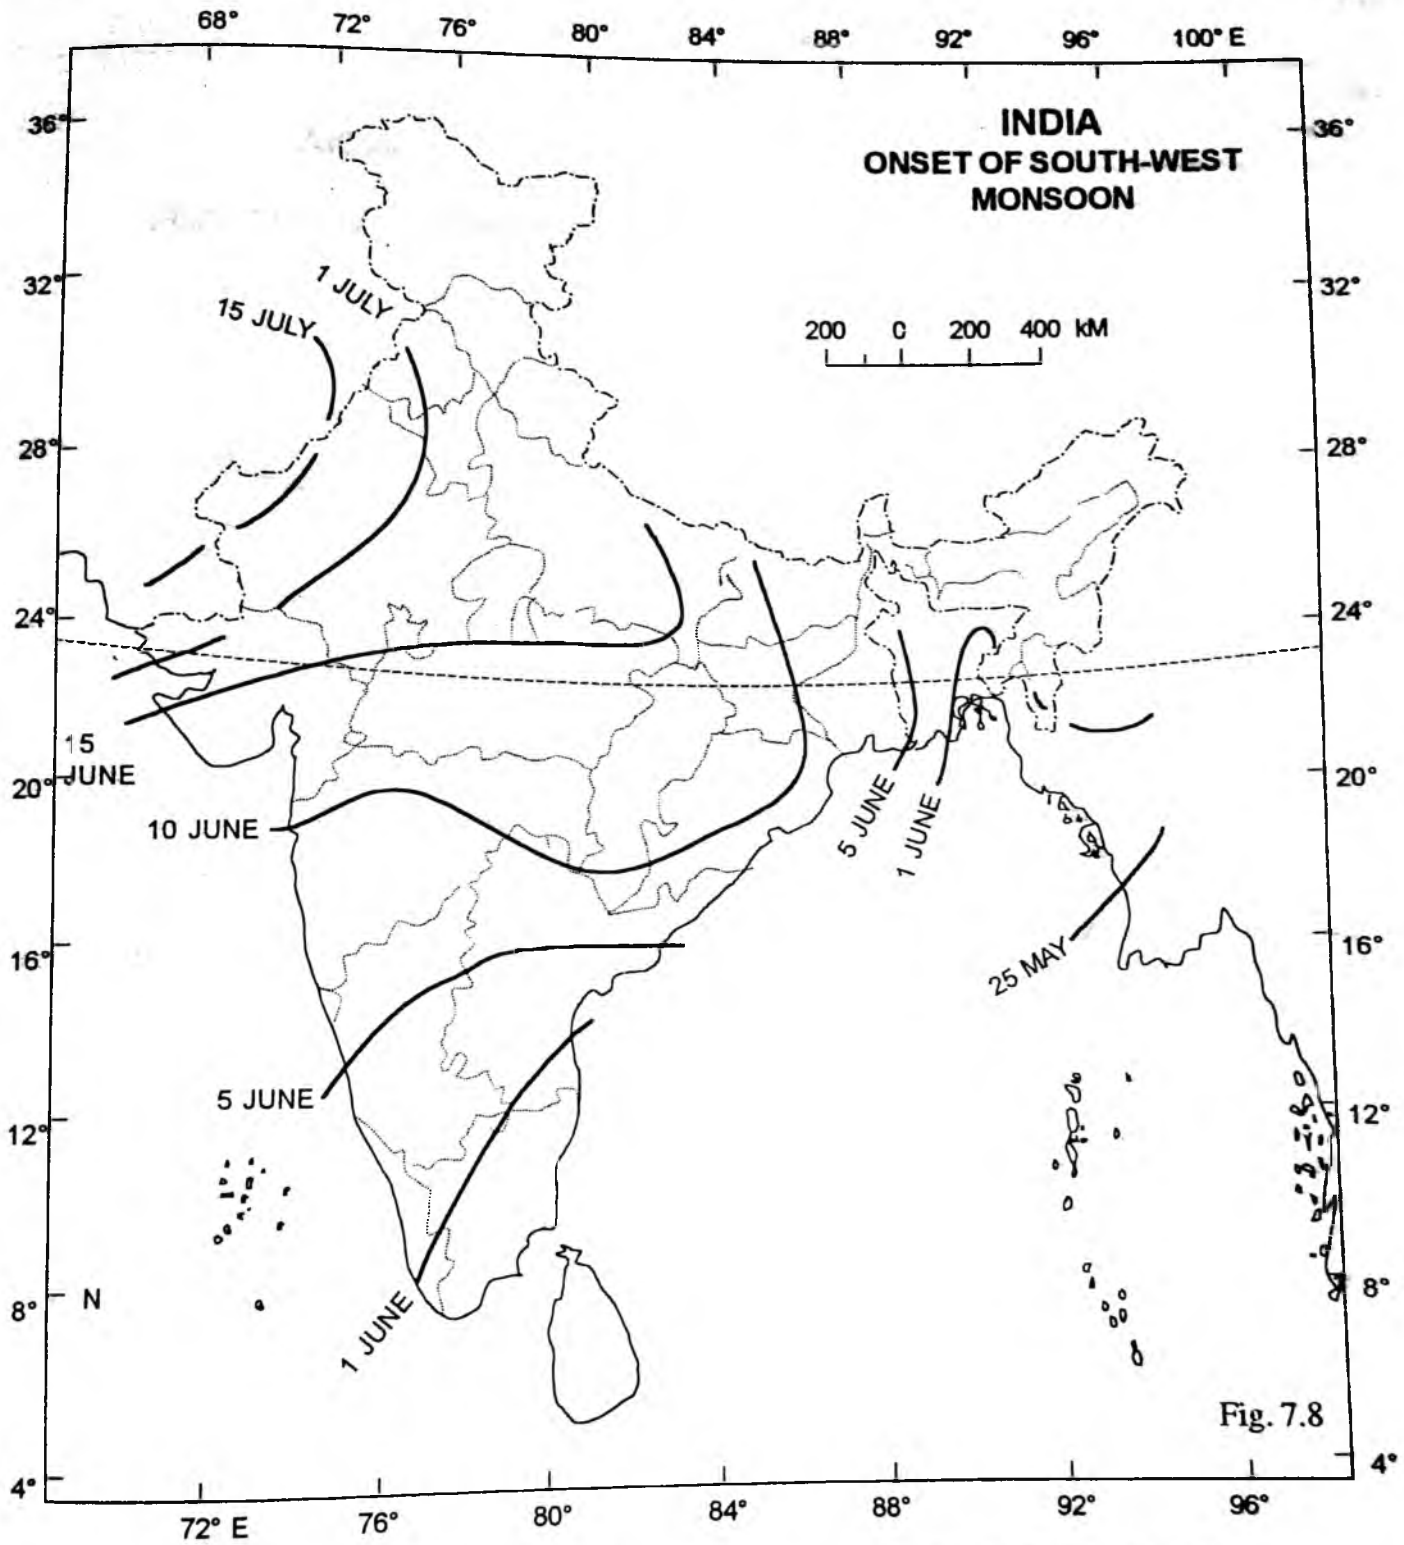 68° 72° 76° 80° 84° 88° 92° 96° 100° E
36° 36°
INDIA
ONSET OF SOUTH-WEST
MONSOON
32° 32°
1 JULY
15 JULY
200 0 200 400 kM
28° 28°
24° 24°
15
JUNE
20° 20°
10 JUNE
5 JUNE
1 JUNE
16° 16°
25 MAY
5 JUNE
12° 12°
8° N 8°
1 JUNE
Fig. 7.8
4° 4°
72° E 76° 80° 84° 88° 92° 96°